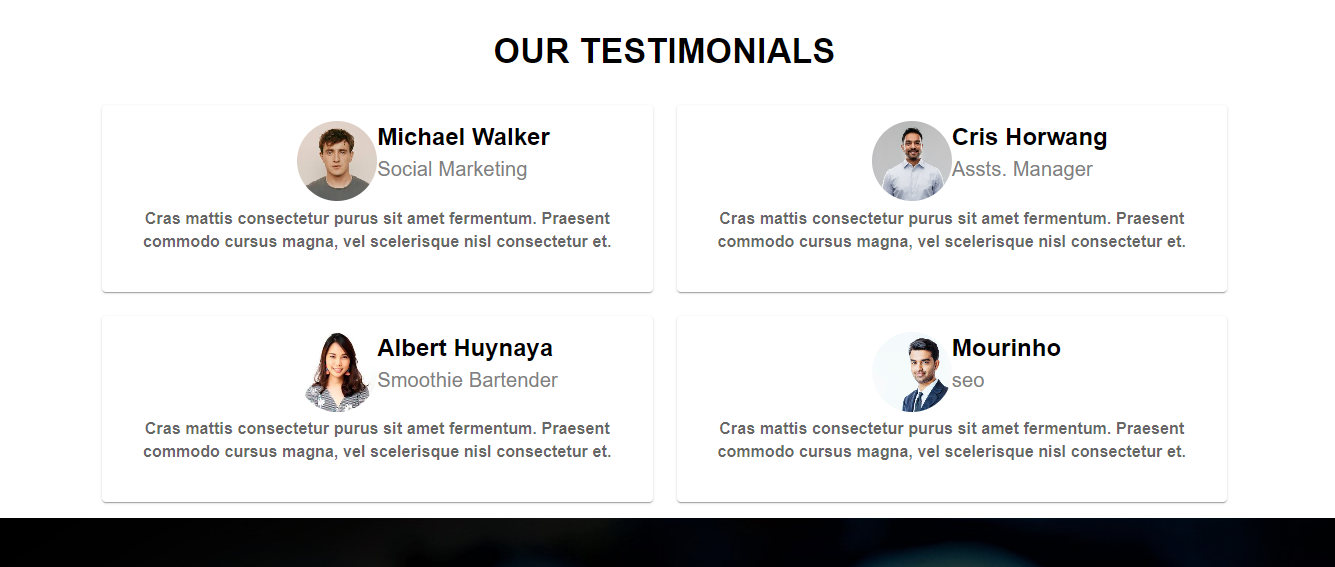 OUR TESTIMONIALS
Michael Walker
Social Marketing
Cras mattis consectetur purus sit amet fermentum. Praesent
commodo cursus magna, vel scelerisque nisl consectetur et.
Cris Horwang
Assts. Manager
Cras mattis consectetur purus sit amet fermentum. Praesent
commodo cursus magna, vel scelerisque nisl consectetur et.
Albert Huynaya
Smoothie Bartender
Cras mattis consectetur purus sit amet fermentum. Praesent
commodo cursus magna, vel scelerisque nisl consectetur et.
Mourinho
seo
Cras mattis consectetur purus sit amet fermentum. Praesent
commodo cursus magna, vel scelerisque nisl consectetur et.